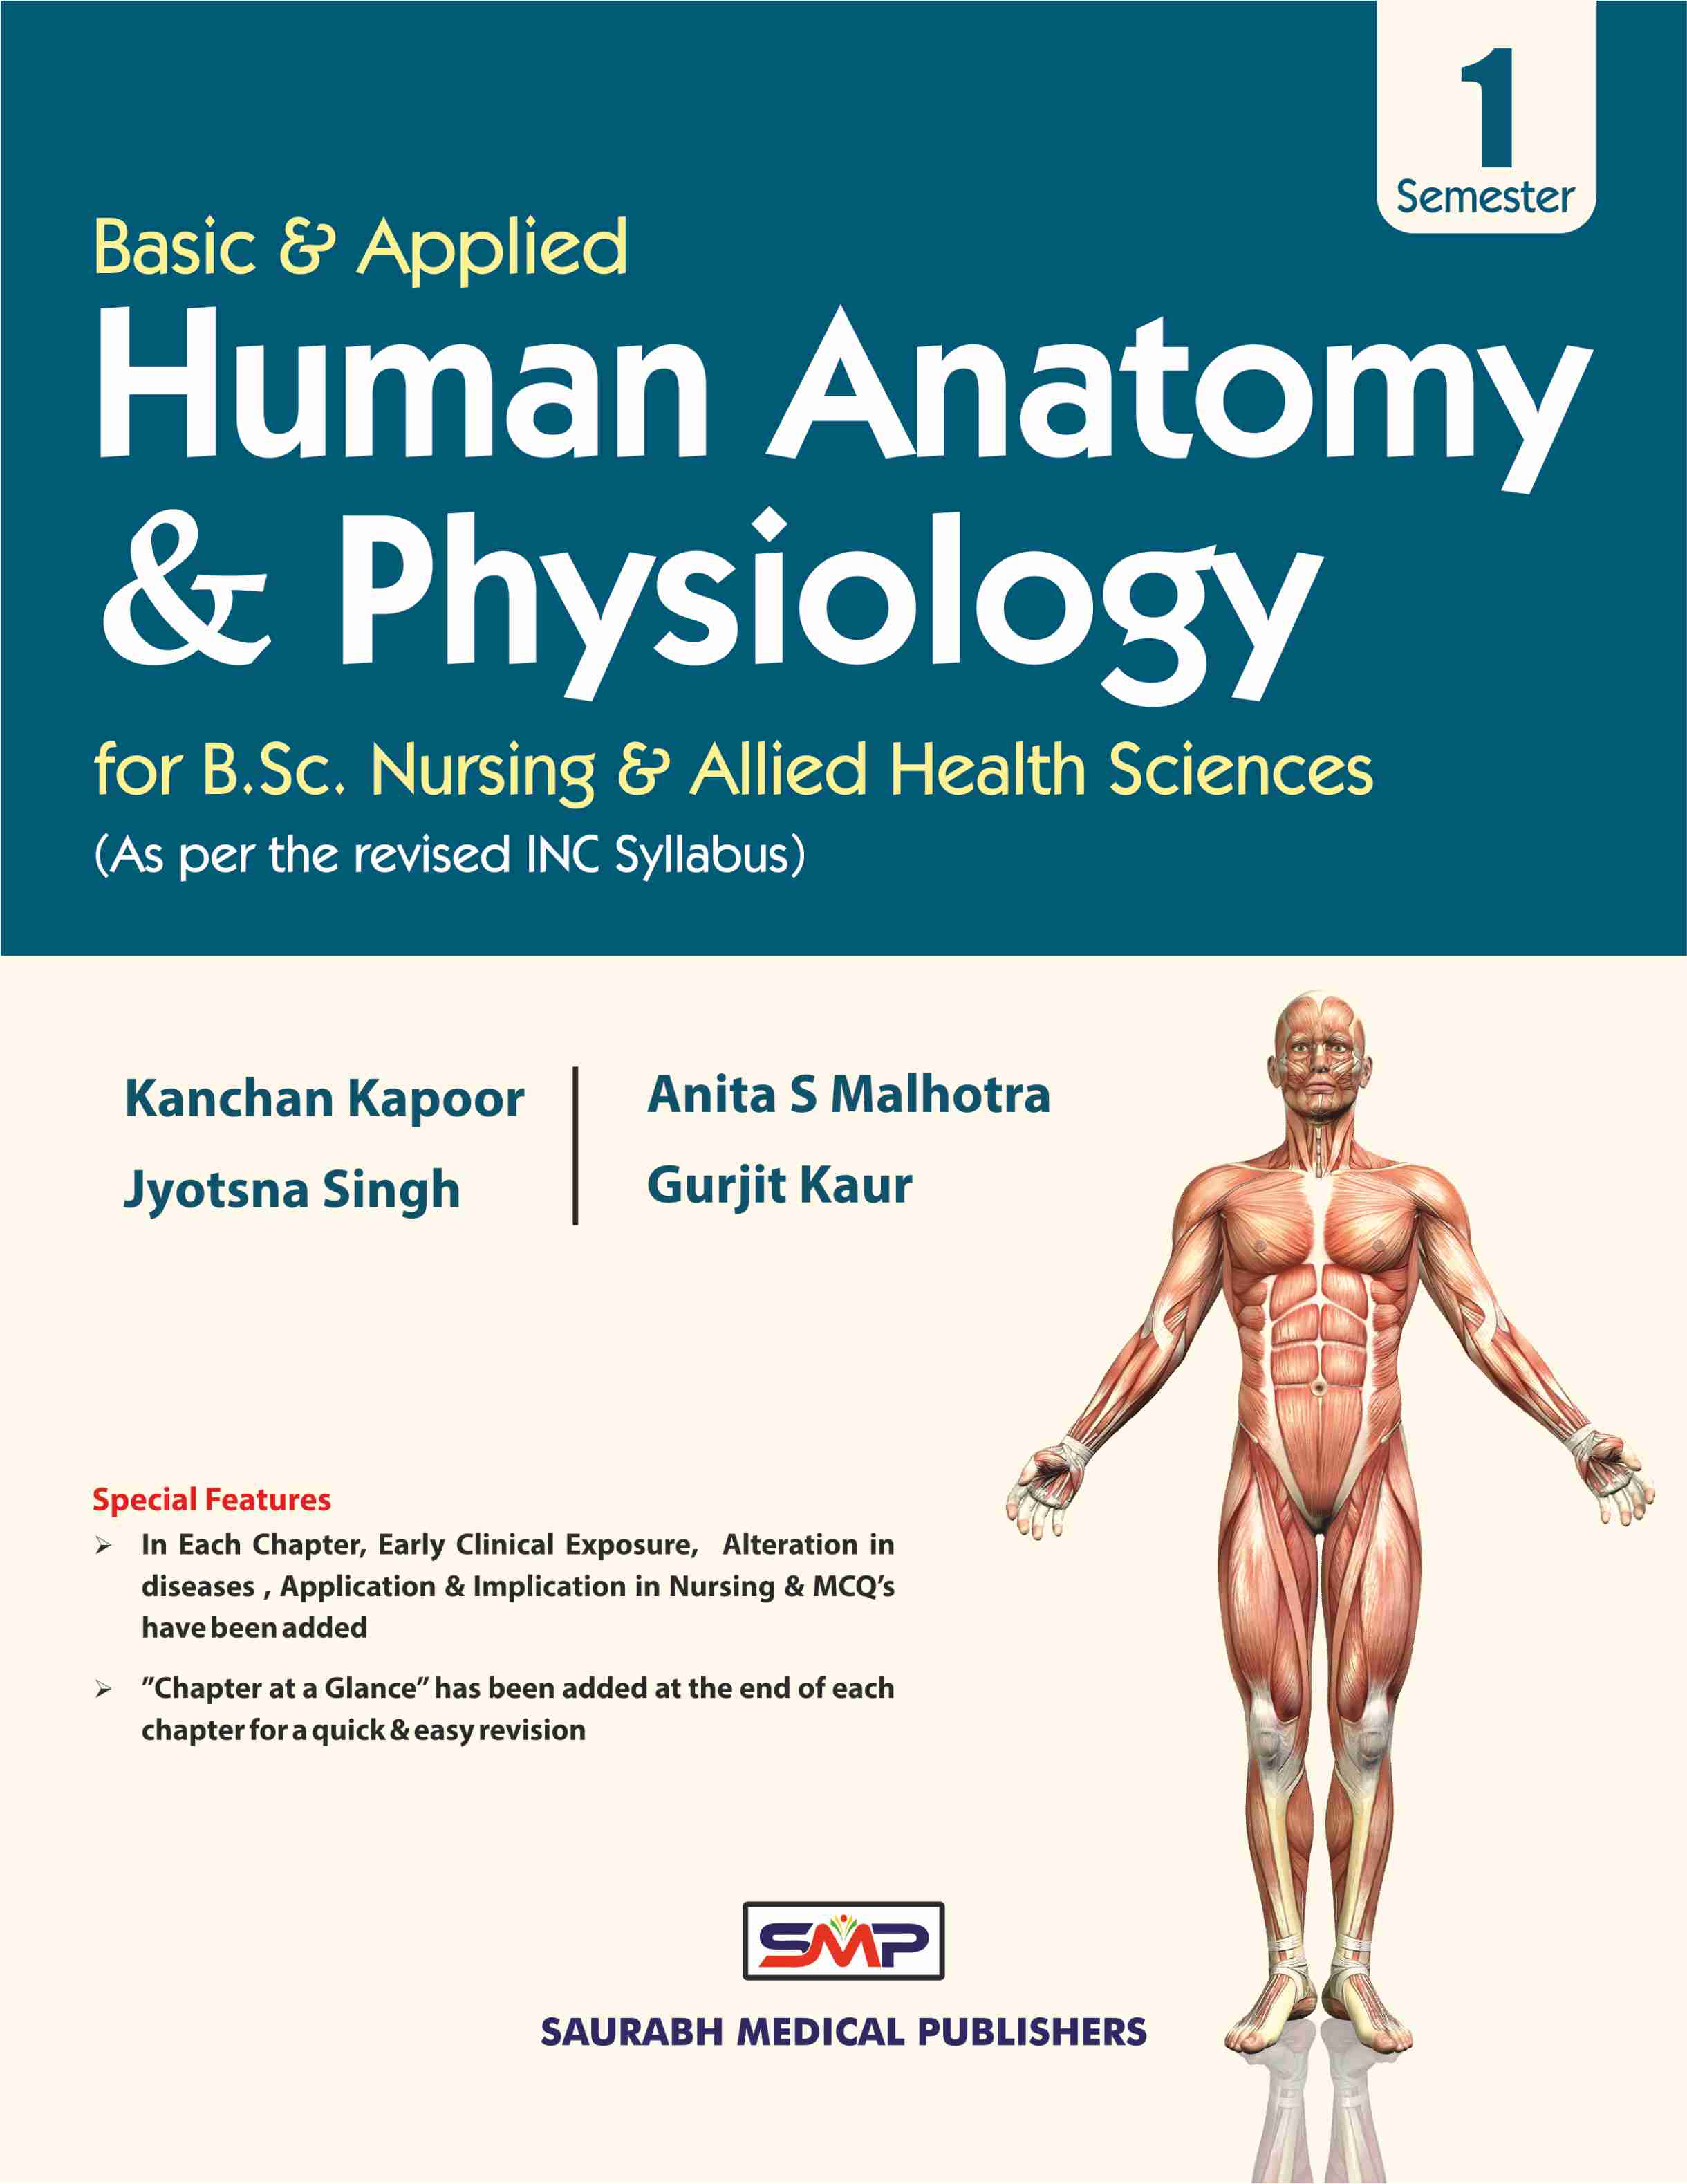 1
Semester
Basic & Applied
Human Anatomy
& Physiology
for B.Sc. Nursing & Allied Health Sciences
(As per the revised INC Syllabus)
Kanchan Kapoor
Jyotsna Singh
Anita S Malhotra
Gurjit Kaur
Special Features
➢ In Each Chapter, Early Clinical Exposure, Alteration in
diseases , Application & Implication in Nursing & MCQ’s
have been added
➢ ”Chapter at a Glance” has been added at the end of each
chapter for a quick & easy revision
SMP
SAURABH MEDICAL PUBLISHERS